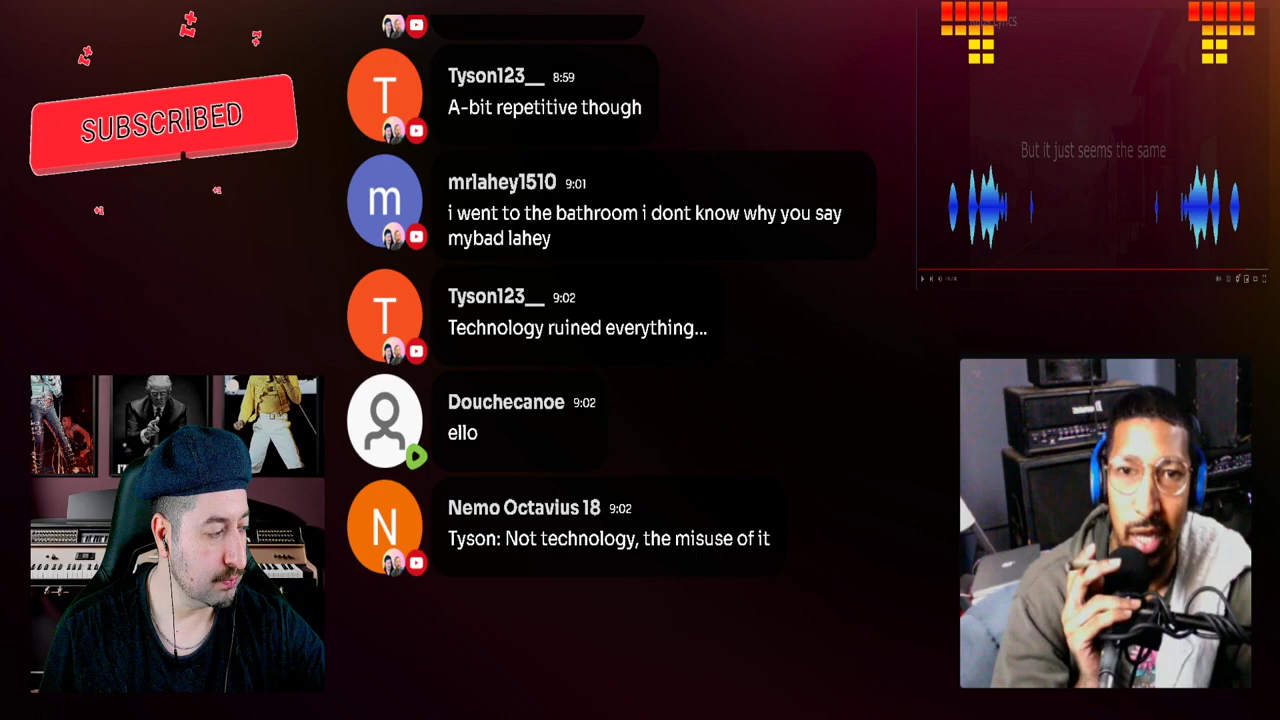 SUBSCRIBED
Tyson123__ 8:59
A-bit repetitive though
mrlahey1510 9:01
i went to the bathroom i dont know why you say
mybad lahey
Tyson123__ 9:02
Technology ruined everything...
Douchecanoe 9:02
ello
Nemo Octavius 18 9:02
Tyson: Not technology, the misuse of it
But it just seems the same
T
m
T
N